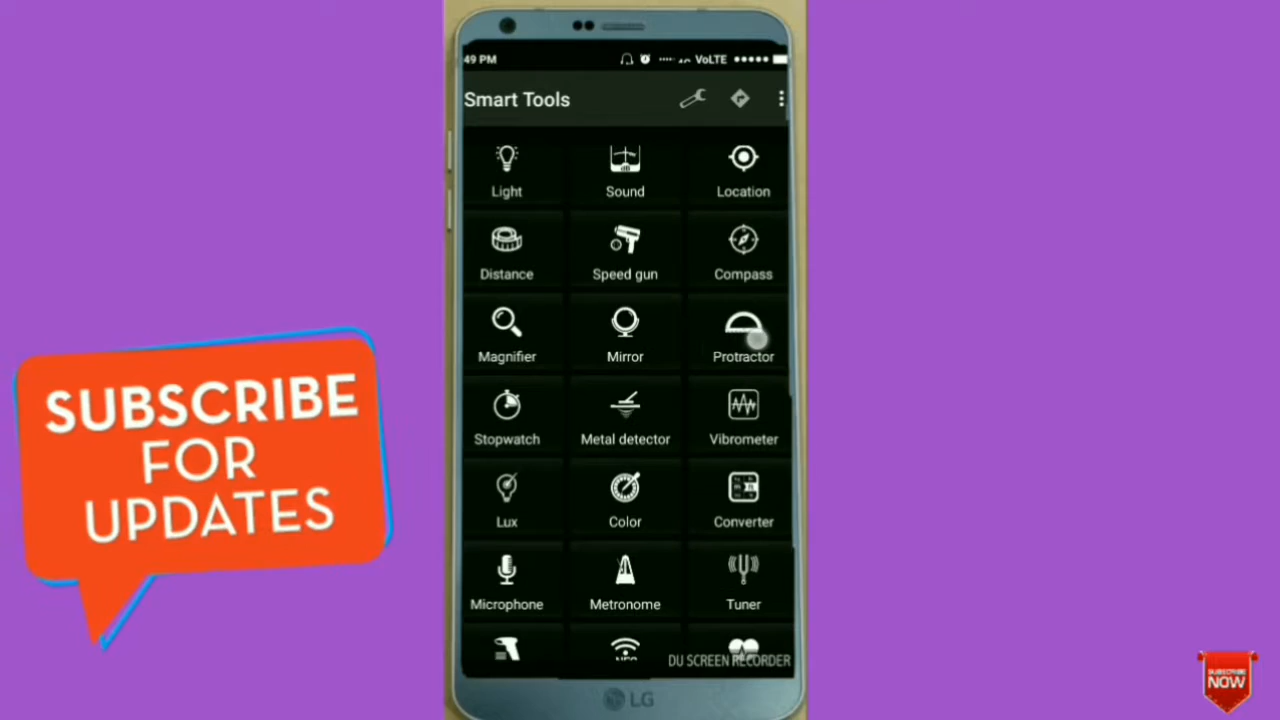 49 PM
VoLTE
Smart Tools
Light
Sound
Location
Distance
Speed gun
Compass
Magnifier
Mirror
Protractor
Stopwatch
Metal detector
Vibrometer
Lux
Color
Converter
Microphone
Metronome
Tuner
DU SCREEN RECORDER
LG
SUBSCRIBE
FOR
UPDATES
SUBSCRIBE
NOW